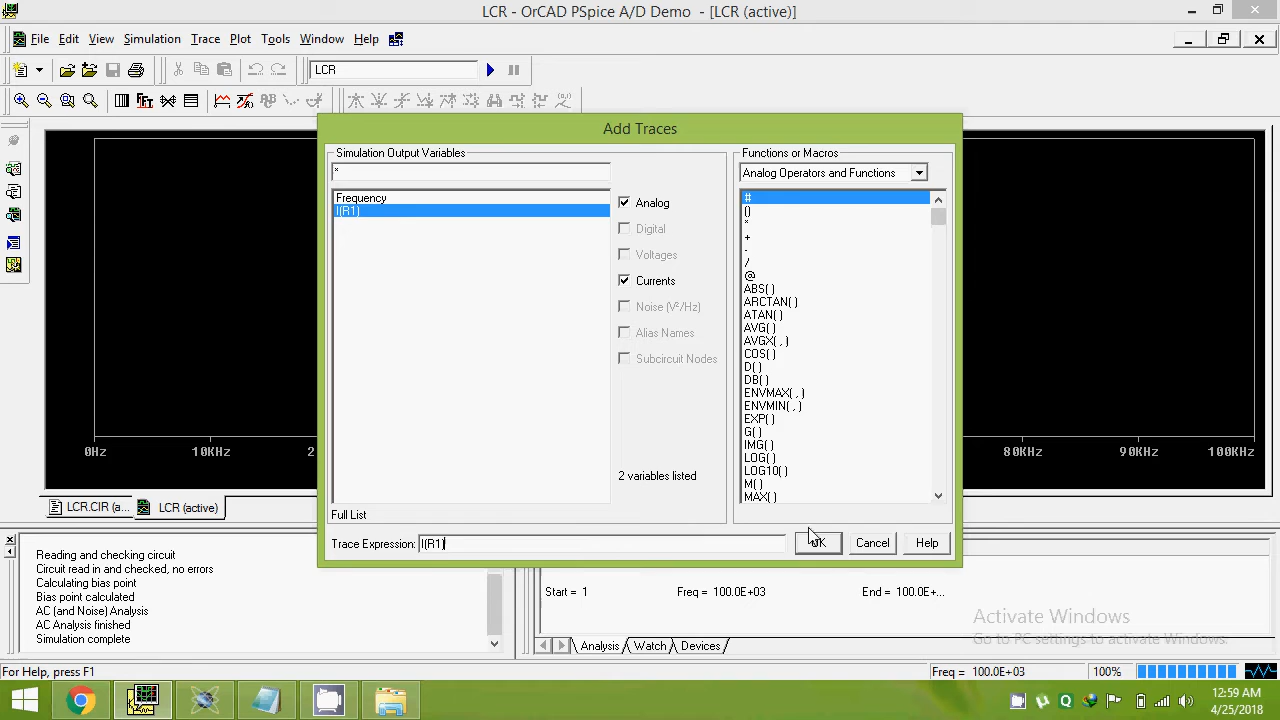 LCR - OrCAD PSpice A/D Demo - [LCR (active)]
File Edit View Simulation Trace Plot Tools Window Help
LCR
Add Traces
Simulation Output Variables
*
Frequency
I(R1)
Analog
Digital
Voltages
Currents
Noise (V²/Hz)
Alias Names
Subcircuit Nodes
2 variables listed
Full List
Functions or Macros
Analog Operators and Functions
#
()
*
+
-
/
@
ABS( )
ARCTAN( )
ATAN( )
AVG( )
AVGX( , )
COS( )
D( )
DB( )
ENVMAX( , )
ENVMIN( , )
EXP( )
G( )
IMG( )
LOG( )
LOG10( )
M( )
MAX( )
Trace Expression: I(R1)
OK Cancel Help
0Hz 10KHz 2 80KHz 90KHz 100KHz
LCR.CIR (a... LCR (active)
Reading and checking circuit
Circuit read in and checked, no errors
Calculating bias point
Bias point calculated
AC (and Noise) Analysis
AC Analysis finished
Simulation complete
Start = 1 Freq = 100.0E+03 End = 100.0E+...
Analysis Watch Devices
Activate Windows
Go to PC settings to activate Windows.
For Help, press F1
Freq = 100.0E+03 100%
12:59 AM
4/25/2018